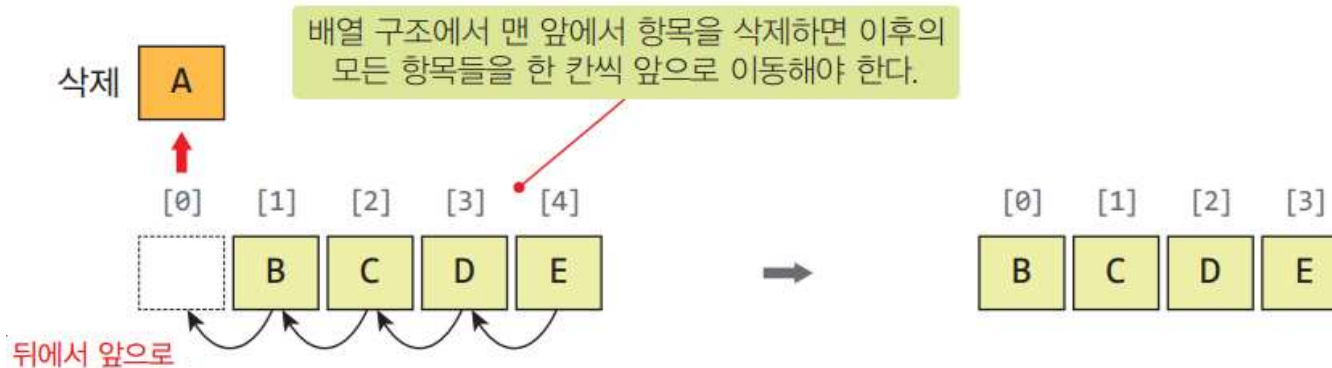 배열 구조에서 맨 앞에서 항목을 삭제하면 이후의
모든 항목들을 한 칸씩 앞으로 이동해야 한다.
삭제 A
[0] [1] [2] [3] [4]
B C D E
뒤에서 앞으로
[0] [1] [2] [3]
B C D E